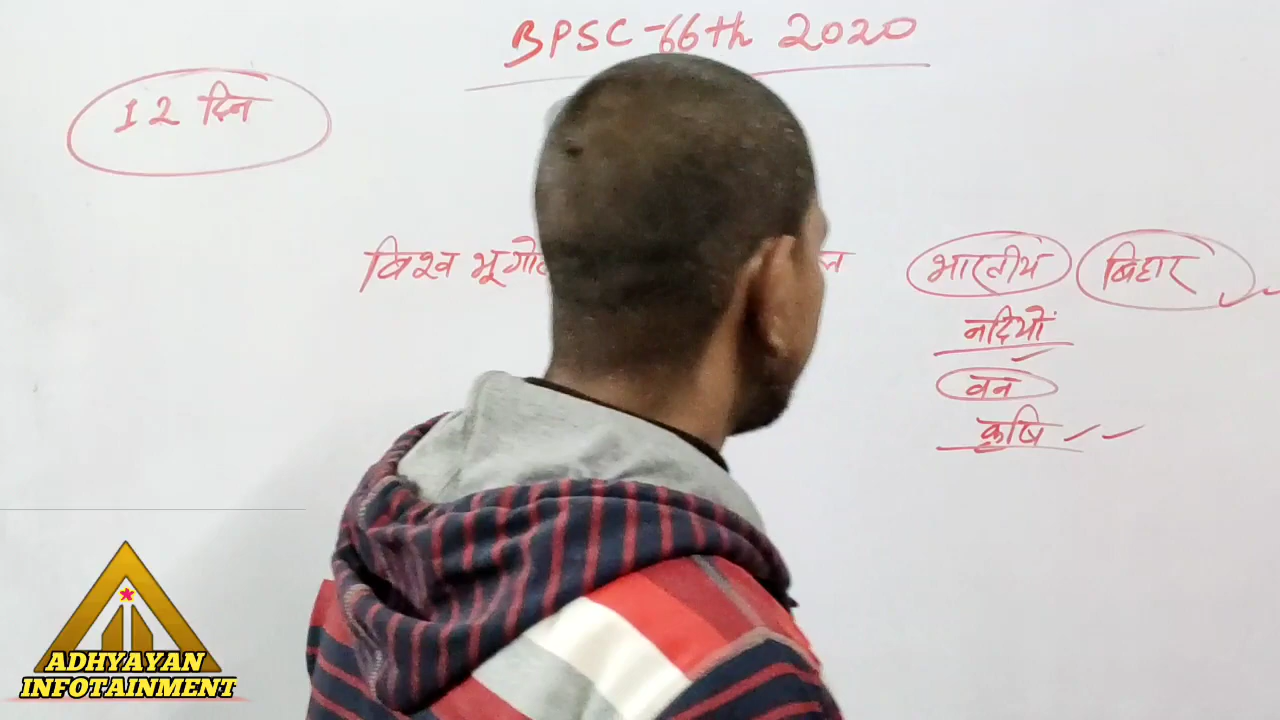 BPSC-66th 2020
12 दिन
विश्व भूगोल भारतीय बिहार
नदियों
वन
कृषि
ADHYAYAN
INFOTAINMENT